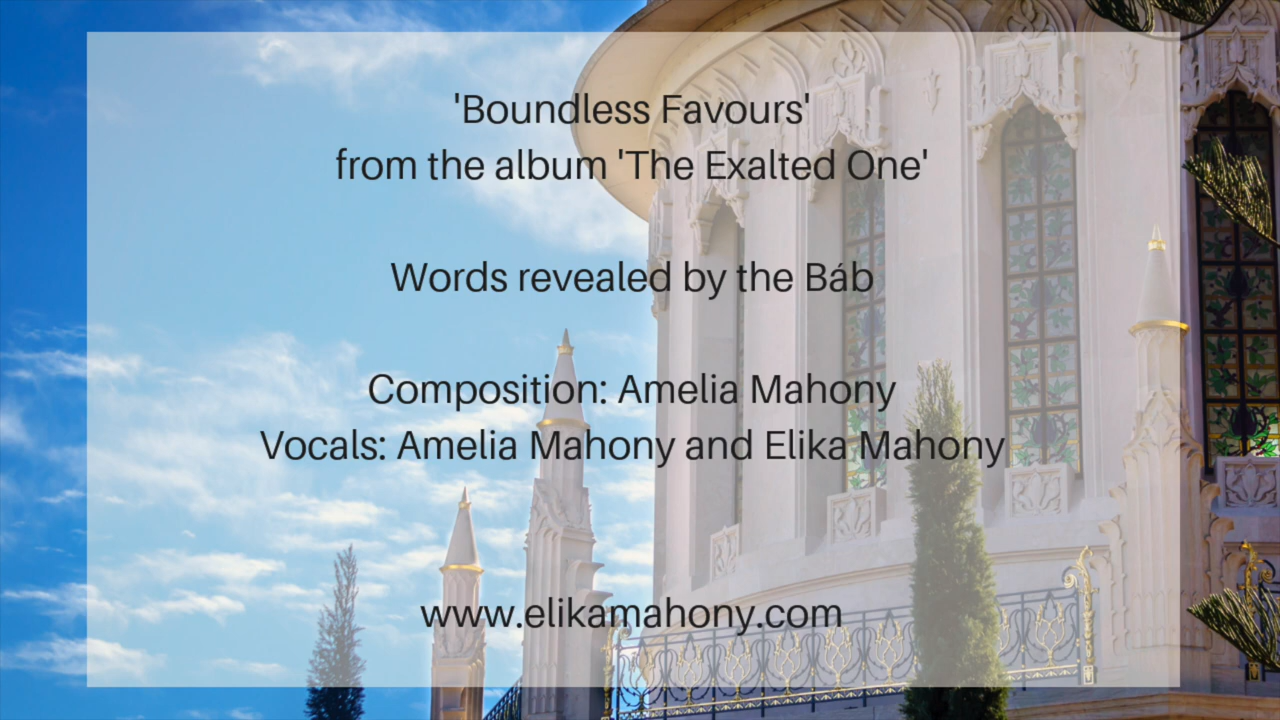 'Boundless Favours'
from the album 'The Exalted One'
Words revealed by the Báb
Composition: Amelia Mahony
Vocals: Amelia Mahony and Elika Mahony
www.elikamahony.com